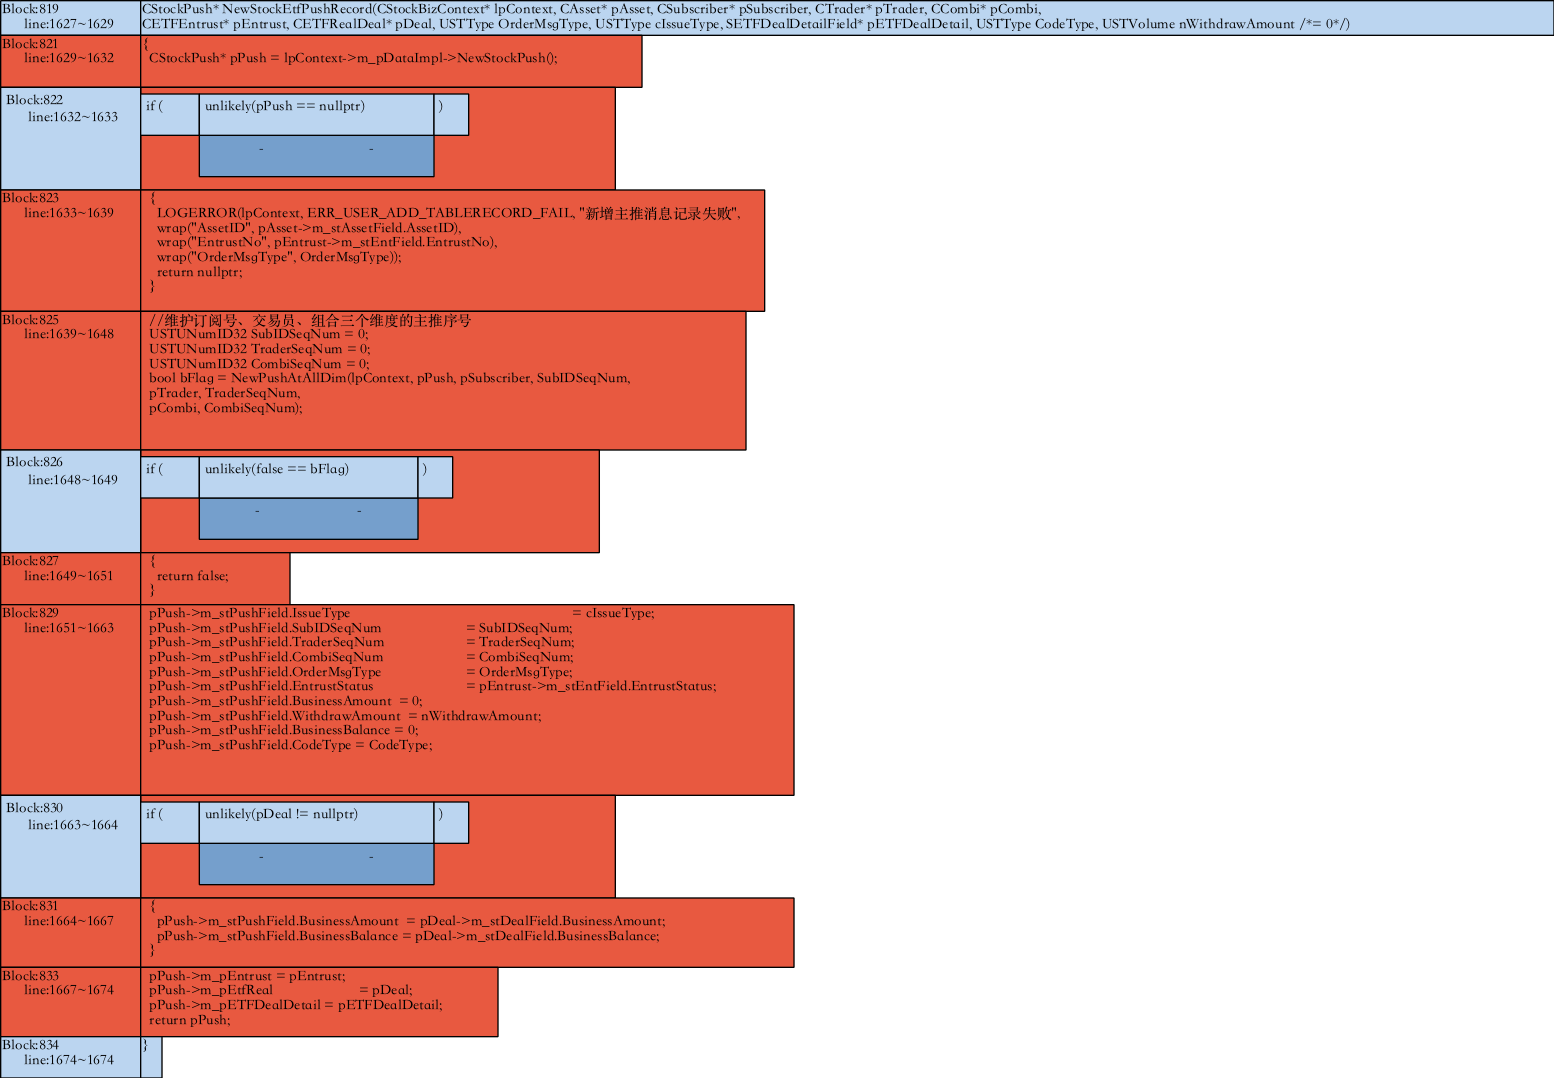 Block:819
line:1627~1629
CStockPush* NewStockEtfPushRecord(CStockBizContext* lpContext, CAsset* pAsset, CSubscriber* pSubscriber, CTrader* pTrader, CCombi* pCombi,
CETFEntrust* pEntrust, CETFRealDeal* pDeal, USTType OrderMsgType, USTType cIssueType, SETFDealDetailField* pETFDealDetail, USTType CodeType, USTVolume nWithdrawAmount /*= 0*/)
Block:821
line:1629~1632
{
CStockPush* pPush = lpContext->m_pDataImpl->NewStockPush();
Block:822
line:1632~1633
if ( unlikely(pPush == nullptr) )
- -
Block:823
line:1633~1639
{
LOGERROR(lpContext, ERR_USER_ADD_TABLERECORD_FAIL, "新增主推消息记录失败",
wrap("AssetID", pAsset->m_stAssetField.AssetID),
wrap("EntrustNo", pEntrust->m_stEntField.EntrustNo),
wrap("OrderMsgType", OrderMsgType));
return nullptr;
}
Block:825
line:1639~1648
//维护订阅号、交易员、组合三个维度的主推序号
USTUNumID32 SubIDSeqNum = 0;
USTUNumID32 TraderSeqNum = 0;
USTUNumID32 CombiSeqNum = 0;
bool bFlag = NewPushAtAllDim(lpContext, pPush, pSubscriber, SubIDSeqNum,
pTrader, TraderSeqNum,
pCombi, CombiSeqNum);
Block:826
line:1648~1649
if ( unlikely(false == bFlag) )
- -
Block:827
line:1649~1651
{
return false;
}
Block:829
line:1651~1663
pPush->m_stPushField.IssueType = cIssueType;
pPush->m_stPushField.SubIDSeqNum = SubIDSeqNum;
pPush->m_stPushField.TraderSeqNum = TraderSeqNum;
pPush->m_stPushField.CombiSeqNum = CombiSeqNum;
pPush->m_stPushField.OrderMsgType = OrderMsgType;
pPush->m_stPushField.EntrustStatus = pEntrust->m_stEntField.EntrustStatus;
pPush->m_stPushField.BusinessAmount = 0;
pPush->m_stPushField.WithdrawAmount = nWithdrawAmount;
pPush->m_stPushField.BusinessBalance = 0;
pPush->m_stPushField.CodeType = CodeType;
Block:830
line:1663~1664
if ( unlikely(pDeal != nullptr) )
- -
Block:831
line:1664~1667
{
pPush->m_stPushField.BusinessAmount = pDeal->m_stDealField.BusinessAmount;
pPush->m_stPushField.BusinessBalance = pDeal->m_stDealField.BusinessBalance;
}
Block:833
line:1667~1674
pPush->m_pEntrust = pEntrust;
pPush->m_pEtfReal = pDeal;
pPush->m_pETFDealDetail = pETFDealDetail;
return pPush;
Block:834
line:1674~1674
}